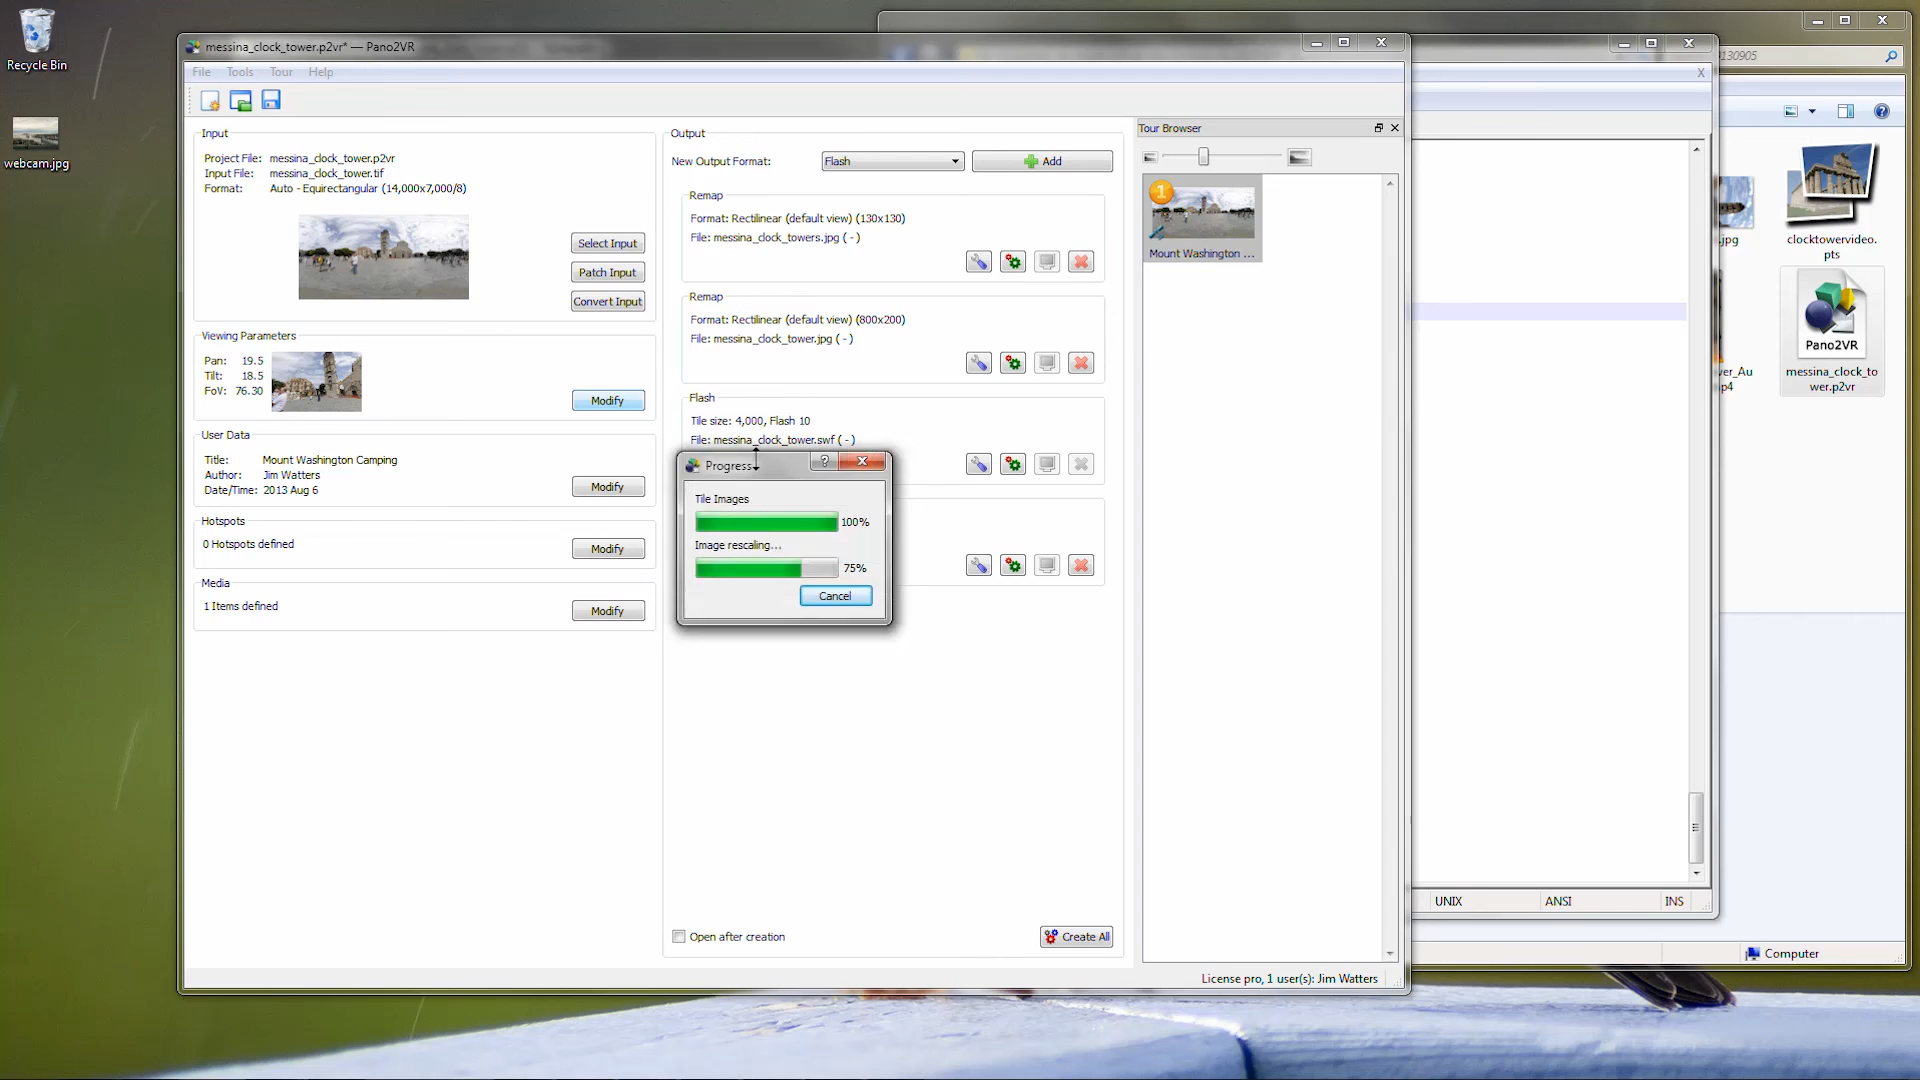 Recycle Bin
webcam.jpg
messina_clock_tower.p2vr* — Pano2VR
File Tools Tour Help
Input
Project File: messina_clock_tower.p2vr
Input File: messina_clock_tower.tif
Format: Auto - Equirectangular (14,000x7,000/8)
Select Input
Patch Input
Convert Input
Viewing Parameters
Pan: 19.5
Tilt: 18.5
FoV: 76.30
Modify
User Data
Title: Mount Washington Camping
Author: Jim Watters
Date/Time: 2013 Aug 6
Modify
Hotspots
0 Hotspots defined
Modify
Media
1 Items defined
Modify
Output
New Output Format: Flash Add
Remap
Format: Rectilinear (default view) (130x130)
File: messina_clock_towers.jpg ( - )
Remap
Format: Rectilinear (default view) (800x200)
File: messina_clock_tower.jpg ( - )
Flash
Tile size: 4,000, Flash 10
File: messina_clock_tower.swf ( - )
Progress
Tile Images
100%
Image rescaling...
75%
Cancel
Open after creation
Create All
Tour Browser
1
Mount Washington ...
License pro, 1 user(s): Jim Watters
UNIX ANSI INS
130905
.jpg
clocktowervideo.
pts
Pano2VR
messina_clock_to
wer.p2vr
er_Au
p4
Computer